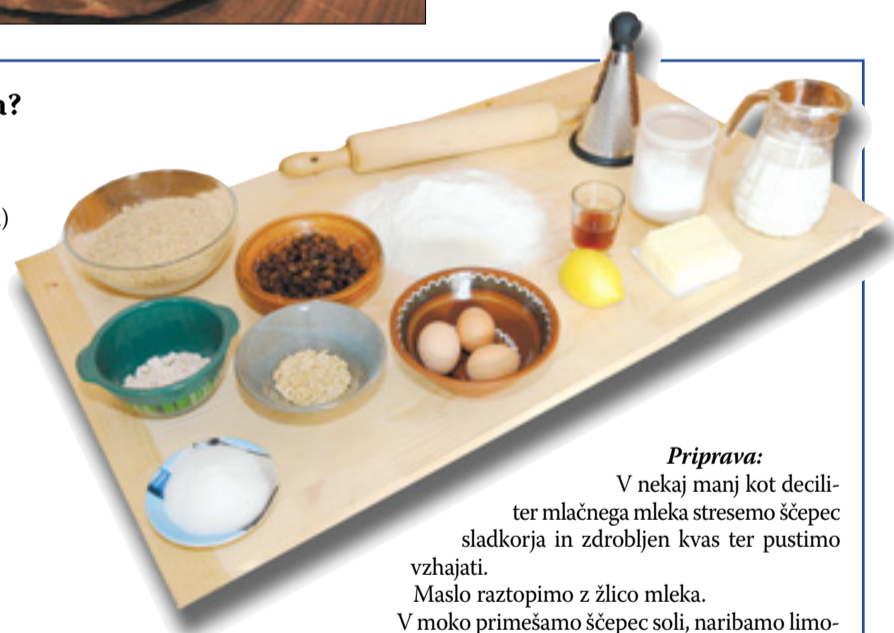 ?
)
Priprava:
V nekaj manj kot decili-
ter mlačnega mleka stresemo ščepec
sladkorja in zdrobljen kvas ter pustimo
vzhajati.
Maslo raztopimo z žlico mleka.
V moko primešamo ščepec soli, naribamo limo-